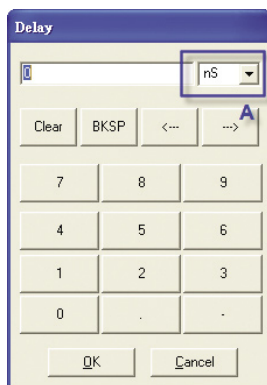 Delay
0 nS
A
Clear BKSP <--- --->
7 8 9
4 5 6
1 2 3
0 . -
OK Cancel